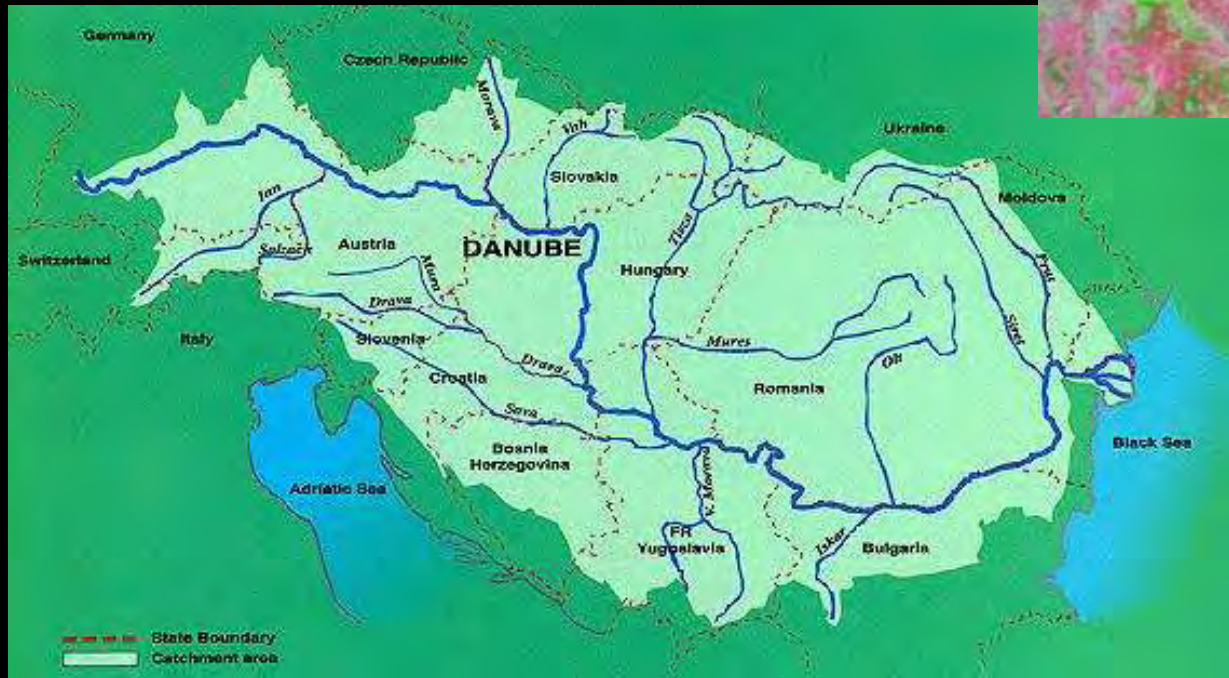 Germany
Czech Republic
Morava
Vah
Ukraine
Slovakia
Moldova
Inn
Tisca
Prut
Salzach
Austria
DANUBE
Switzerland
Mura
Hungary
Drava
Siret
Italy
Slovenia
Mures
Drava
Olt
Croatia
Romania
Sava
Black Sea
Bosnia
Herzegovina
V. Morava
Adriatic Sea
FR
Yugoslavia
Iskar
Bulgaria
State Boundary
Catchment area